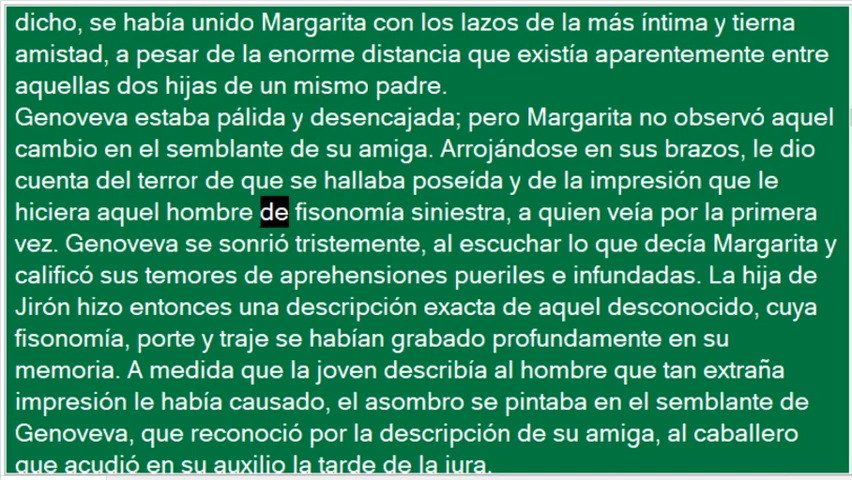 dicho, se había unido Margarita con los lazos de la más íntima y tierna
amistad, a pesar de la enorme distancia que existía aparentemente entre
aquellas dos hijas de un mismo padre.
Genoveva estaba pálida y desencajada; pero Margarita no observó aquel
cambio en el semblante de su amiga. Arrojándose en sus brazos, le dio
cuenta del terror de que se hallaba poseída y de la impresión que le
hiciera aquel hombre de fisonomía siniestra, a quien veía por la primera
vez. Genoveva se sonrió tristemente, al escuchar lo que decía Margarita y
calificó sus temores de aprehensiones pueriles e infundadas. La hija de
Jirón hizo entonces una descripción exacta de aquel desconocido, cuya
fisonomía, porte y traje se habían grabado profundamente en su
memoria. A medida que la joven describía al hombre que tan extraña
impresión le había causado, el asombro se pintaba en el semblante de
Genoveva, que reconoció por la descripción de su amiga, al caballero
que acudió en su auxilio la tarde de la jura.